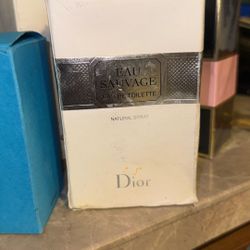 EAU
SAUVAGE
EAU DE TOILETTE
NATURAL SPRAY
Dior